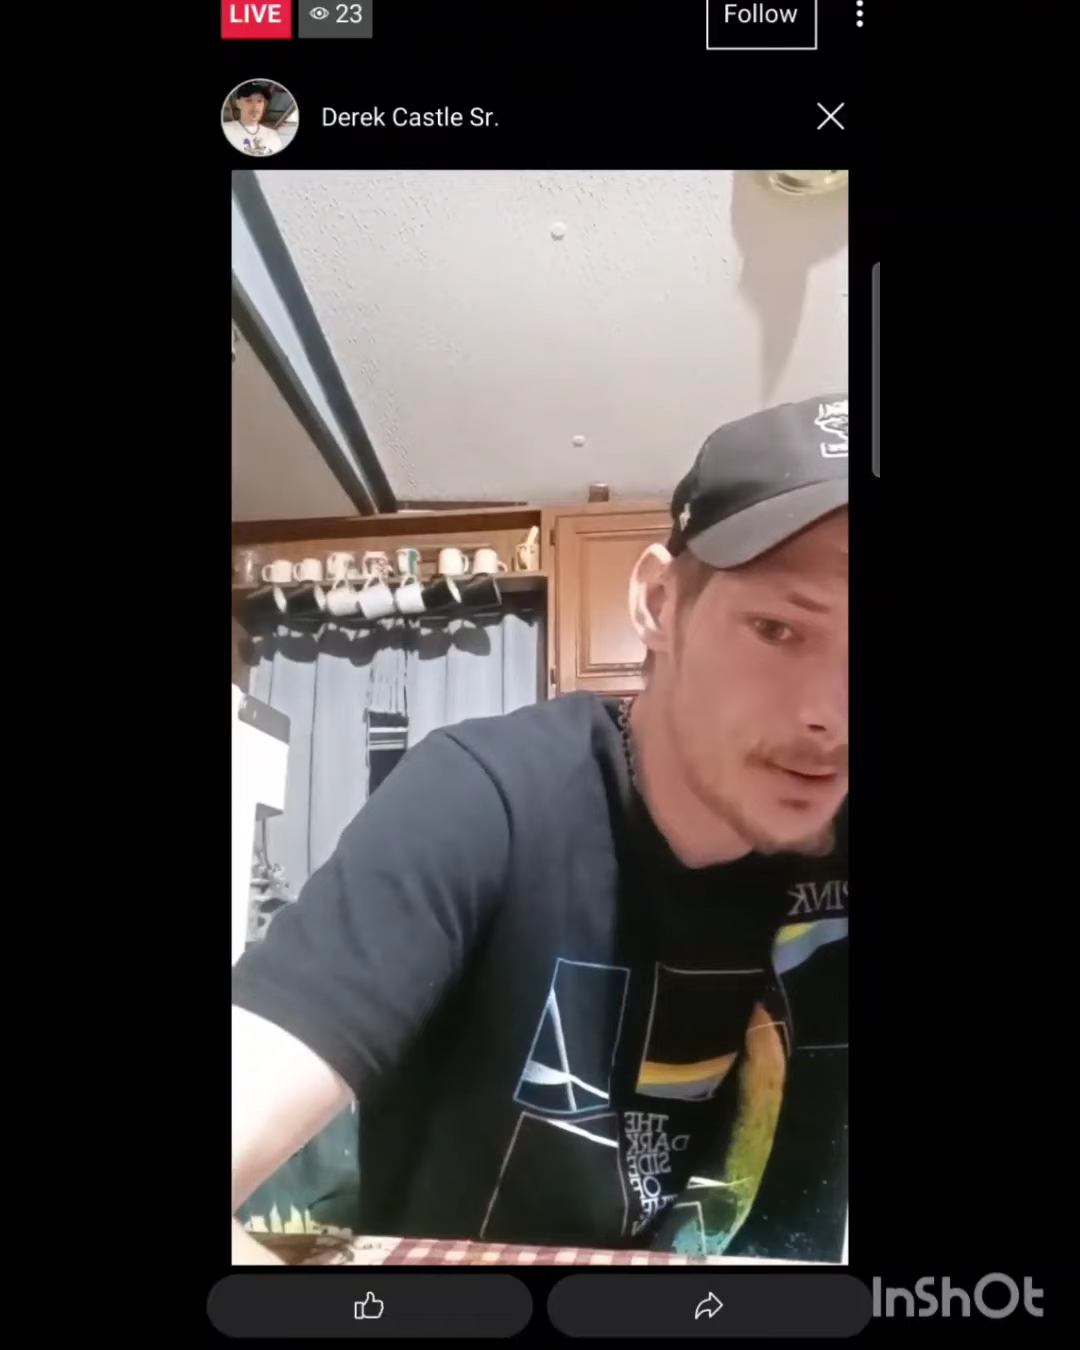 LIVE
23
Follow
Derek Castle Sr.
PINK
THE
DARK
SIDE
OF
InShOt